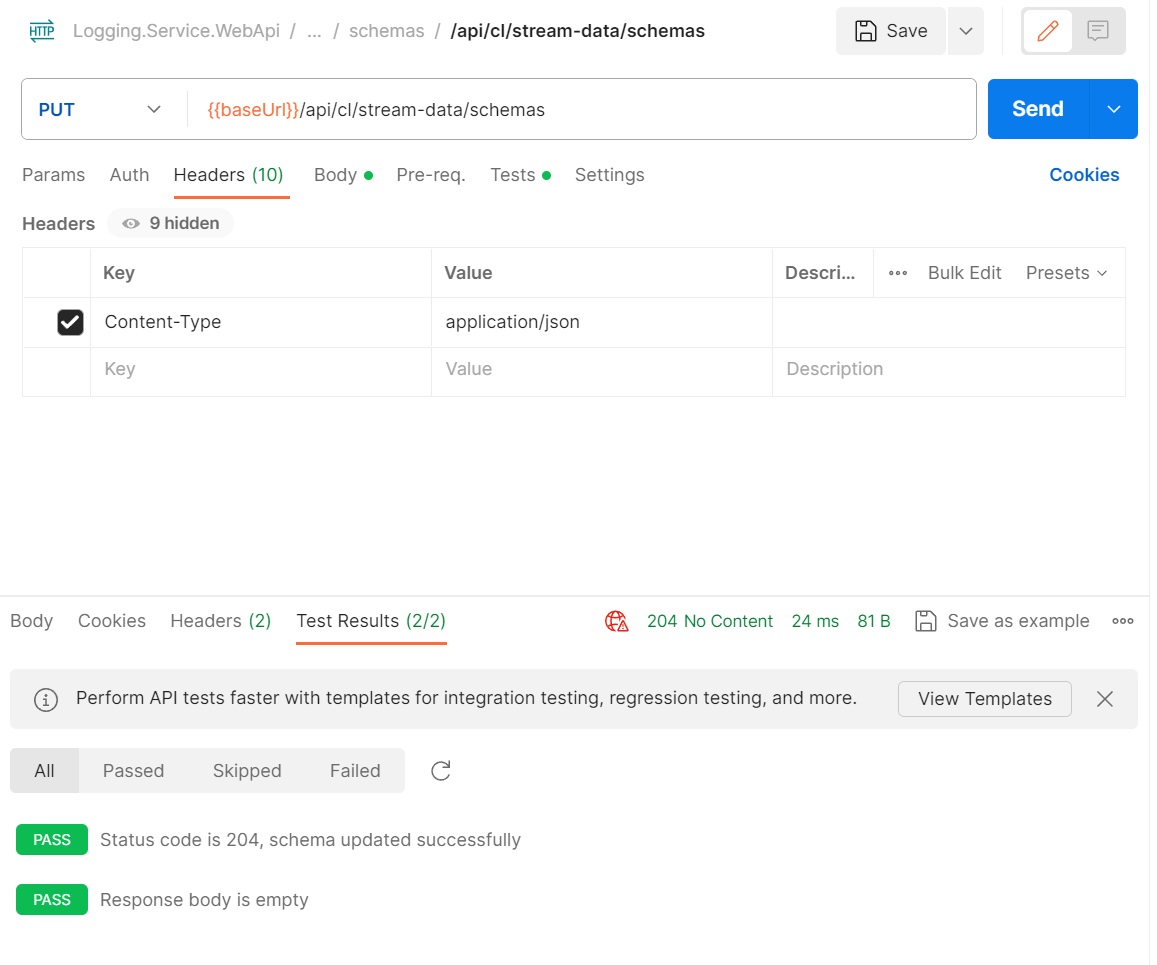 HTTP Logging.Service.WebApi / ... / schemas / /api/cl/stream-data/schemas Save
PUT {{baseUrl}}/api/cl/stream-data/schemas Send
Params Auth Headers (10) Body Pre-req. Tests Settings Cookies
Headers 9 hidden
Key Value Descri... Bulk Edit Presets
Content-Type application/json
Key Value Description
Body Cookies Headers (2) Test Results (2/2) 204 No Content 24 ms 81 B Save as example
Perform API tests faster with templates for integration testing, regression testing, and more. View Templates
All Passed Skipped Failed
PASS Status code is 204, schema updated successfully
PASS Response body is empty